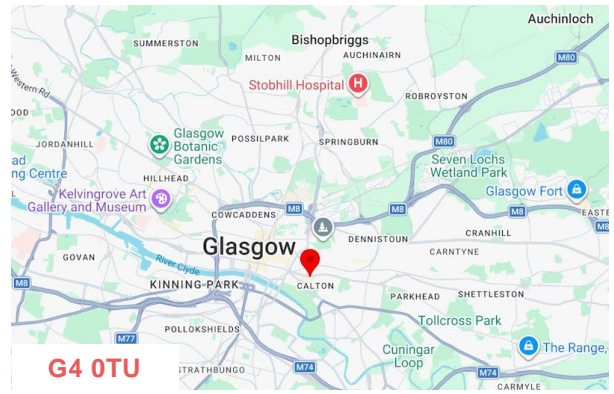 Auchinloch
SUMMERSTON
Bishopbriggs
MILTON
AUCHINAIRN
M80
Western Rd
Stobhill Hospital
H
ROBROYSTON
OOD
Glasgow
Botanic
Gardens
POSSILPARK
SPRINGBURN
M80
JORDANHILL
ad
ng Centre
HILLHEAD
Seven Lochs
Wetland Park
Kelvingrove Art
Gallery and Museum
Glasgow Fort
COWCADDENS
M8
M8
M8
EASTE
Glasgow
DENNISTOUN
CRANHILL
CARNTYNE
GOVAN
River Clyde
M8
KINNING PARK
CALTON
PARKHEAD
SHETTLESTON
Tollcross Park
POLLOKSHIELDS
M77
Cuningar
Loop
The Range,
G4 0TU
STRATHBUNGO
M74
M74
CARMYLE